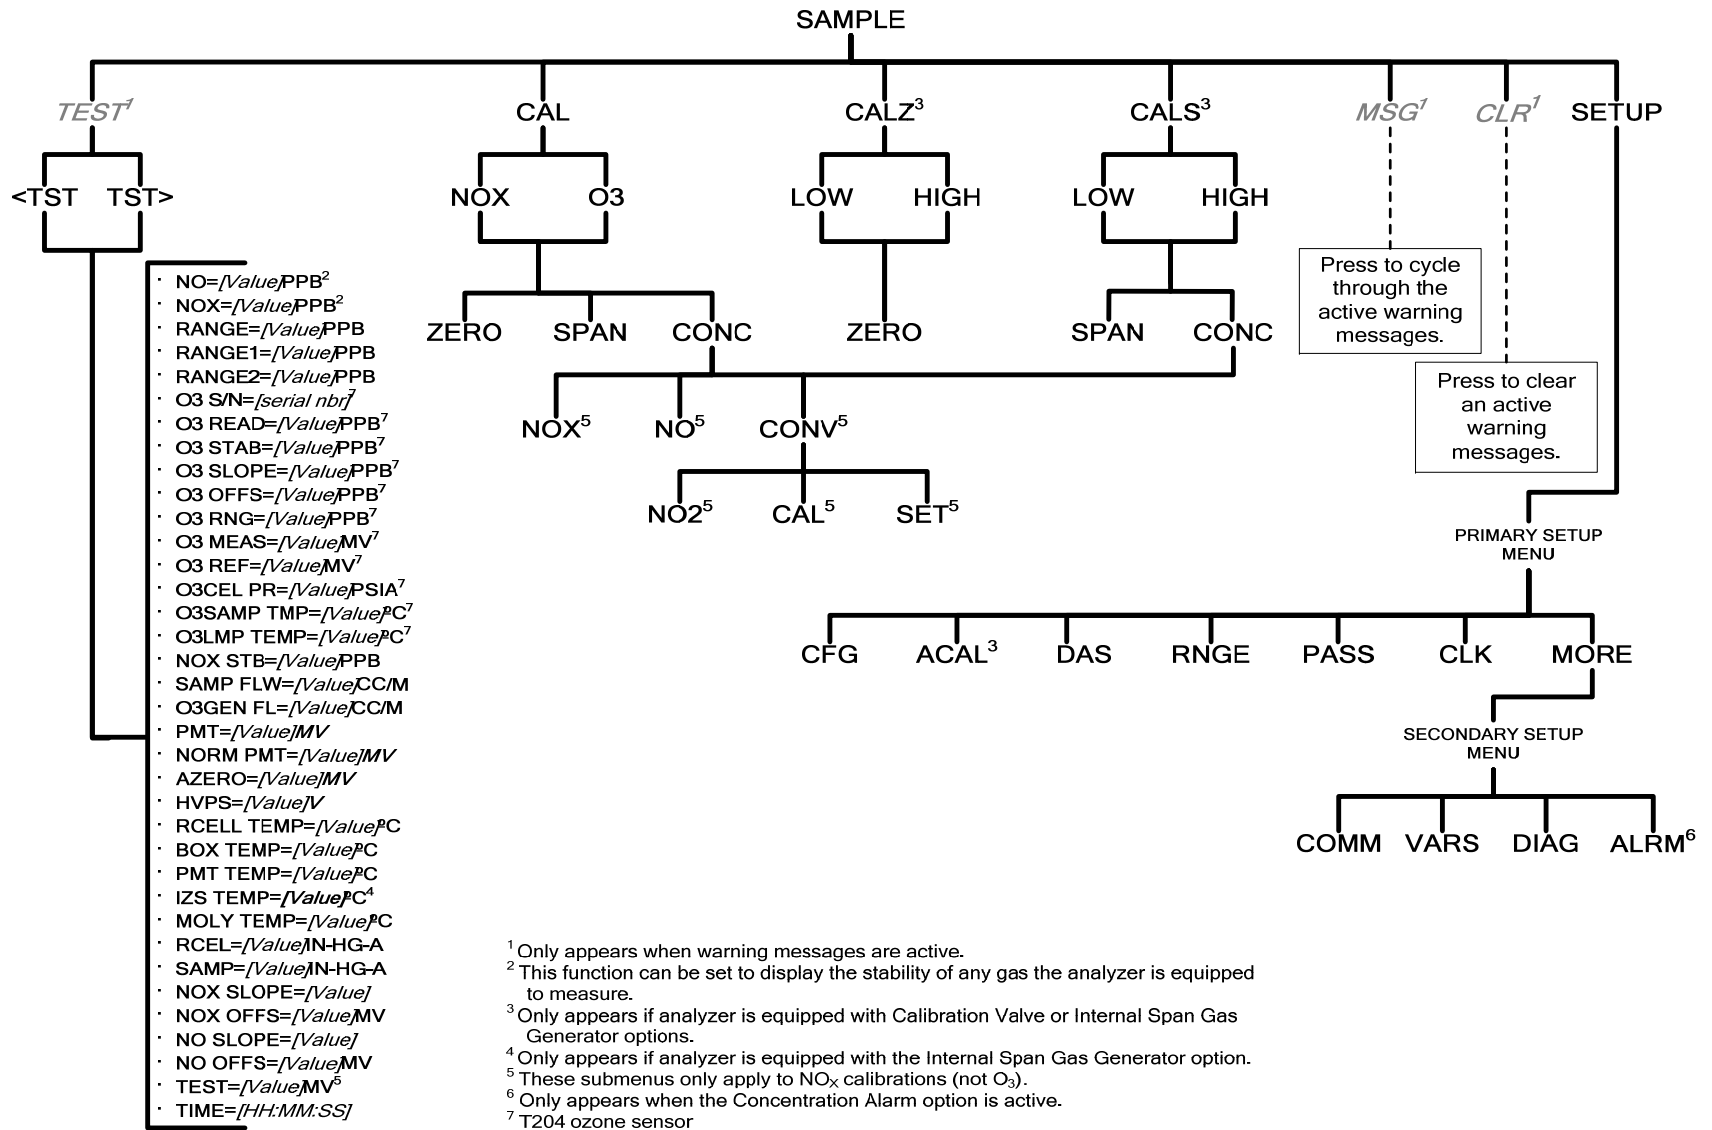 SAMPLE
TEST¹ CAL CALZ³ CALS³ MSG¹ CLR¹ SETUP
<TST TST> NOX O3 LOW HIGH LOW HIGH
Press to cycle
through the
active warning
messages.
ZERO SPAN CONC ZERO SPAN CONC
Press to clear
an active
warning
messages.
NOX⁵ NO⁵ CONV⁵
NO2⁵ CAL⁵ SET⁵
· NO=[Value]PPB²
· NOX=[Value]PPB²
· RANGE=[Value]PPB
· RANGE1=[Value]PPB
· RANGE2=[Value]PPB
· O3 S/N=[serial nbr]⁷
· O3 READ=[Value]PPB⁷
· O3 STAB=[Value]PPB⁷
· O3 SLOPE=[Value]PPB⁷
· O3 OFFS=[Value]PPB⁷
· O3 RNG=[Value]PPB⁷
· O3 MEAS=[Value]MV⁷
· O3 REF=[Value]MV⁷
· O3CEL PR=[Value]PSIA⁷
· O3SAMP TMP=[Value]ºC⁷
· O3LMP TEMP=[Value]ºC⁷
· NOX STB=[Value]PPB
· SAMP FLW=[Value]CC/M
· O3GEN FL=[Value]CC/M
· PMT=[Value]MV
· NORM PMT=[Value]MV
· AZERO=[Value]MV
· HVPS=[Value]V
· RCELL TEMP=[Value]ºC
· BOX TEMP=[Value]ºC
· PMT TEMP=[Value]ºC
· IZS TEMP=[Value]ºC⁴
· MOLY TEMP=[Value]ºC
· RCEL=[Value]IN-HG-A
· SAMP=[Value]IN-HG-A
· NOX SLOPE=[Value]
· NOX OFFS=[Value]MV
· NO SLOPE=[Value]
· NO OFFS=[Value]MV
· TEST=[Value]MV⁵
· TIME=[HH:MM:SS]
PRIMARY SETUP
MENU
CFG ACAL³ DAS RNGE PASS CLK MORE
SECONDARY SETUP
MENU
COMM VARS DIAG ALRM⁶
¹ Only appears when warning messages are active.
² This function can be set to display the stability of any gas the analyzer is equipped
to measure.
³ Only appears if analyzer is equipped with Calibration Valve or Internal Span Gas
Generator options.
⁴ Only appears if analyzer is equipped with the Internal Span Gas Generator option.
⁵ These submenus only apply to NOₓ calibrations (not O₃).
⁶ Only appears when the Concentration Alarm option is active.
⁷ T204 ozone sensor